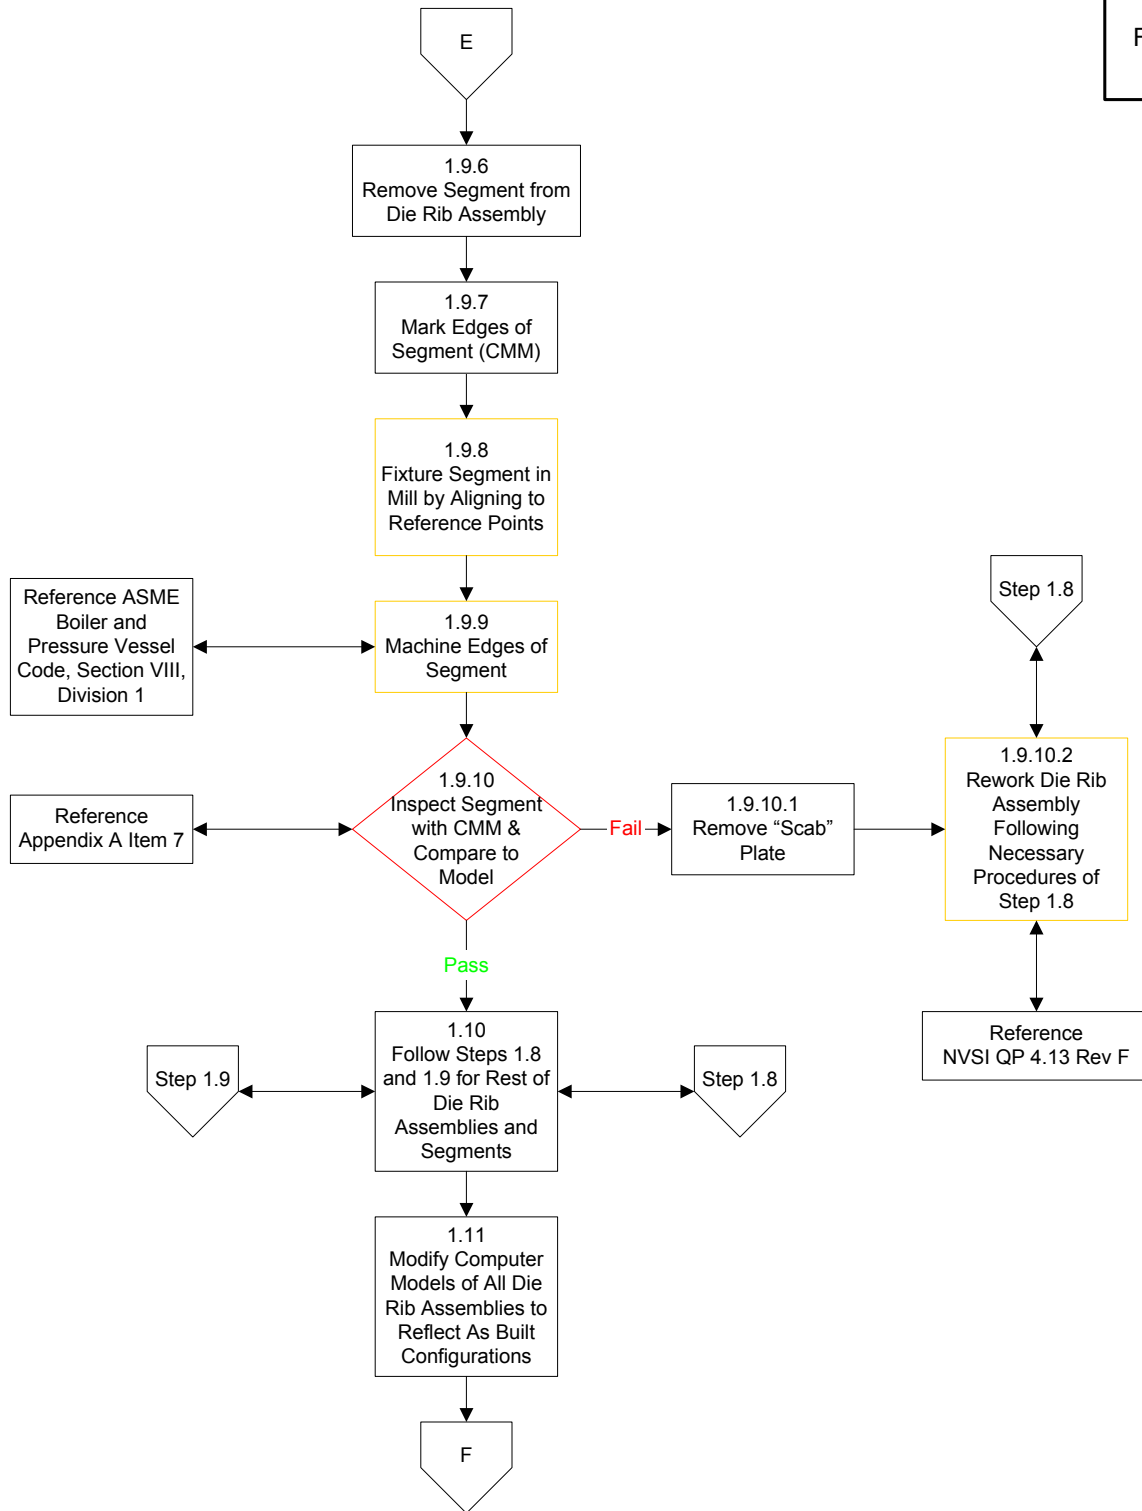 E
F
1.9.6
Remove Segment from
Die Rib Assembly
1.9.7
Mark Edges of
Segment (CMM)
1.9.8
Fixture Segment in
Mill by Aligning to
Reference Points
Reference ASME
Boiler and
Pressure Vessel
Code, Section VIII,
Division 1
1.9.9
Machine Edges of
Segment
Step 1.8
Reference
Appendix A Item 7
1.9.10
Inspect Segment
with CMM &
Compare to
Model
Fail
1.9.10.1
Remove “Scab”
Plate
1.9.10.2
Rework Die Rib
Assembly
Following
Necessary
Procedures of
Step 1.8
Pass
Reference
NVSI QP 4.13 Rev F
Step 1.9
1.10
Follow Steps 1.8
and 1.9 for Rest of
Die Rib
Assemblies and
Segments
Step 1.8
1.11
Modify Computer
Models of All Die
Rib Assemblies to
Reflect As Built
Configurations
F